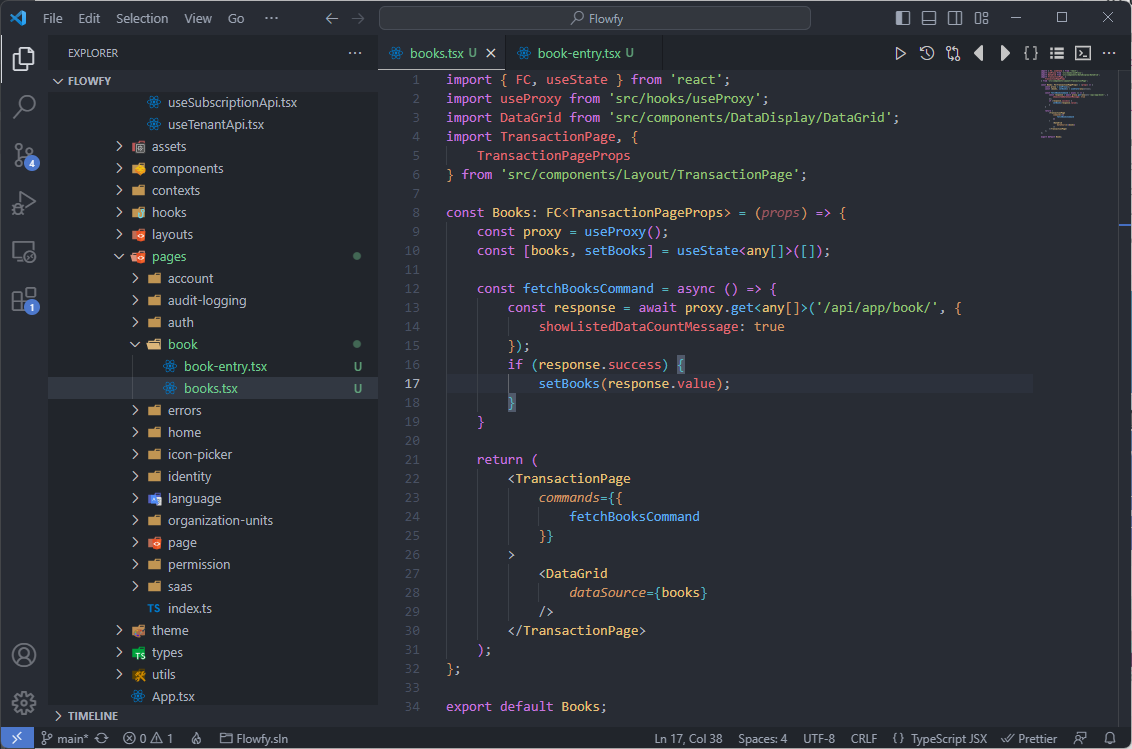 File Edit Selection View Go ··· Flowfy
EXPLORER ···
FLOWFY
useSubscriptionApi.tsx
useTenantApi.tsx
assets
components
contexts
hooks
layouts
pages
account
audit-logging
auth
book
book-entry.tsx U
books.tsx U
errors
home
icon-picker
identity
language
organization-units
page
permission
saas
TS index.ts
theme
types
utils
App.tsx
TIMELINE
4
1
books.tsx U
book-entry.tsx U
1 import { FC, useState } from 'react';
2 import useProxy from 'src/hooks/useProxy';
3 import DataGrid from 'src/components/DataDisplay/DataGrid';
4 import TransactionPage, {
5 TransactionPageProps
6 } from 'src/components/Layout/TransactionPage';
7
8 const Books: FC<TransactionPageProps> = (props) => {
9 const proxy = useProxy();
10 const [books, setBooks] = useState<any[]>([]);
11
12 const fetchBooksCommand = async () => {
13 const response = await proxy.get<any[]>('/api/app/book/', {
14 showListedDataCountMessage: true
15 });
16 if (response.success) {
17 setBooks(response.value);
18 }
19 }
20
21 return (
22 <TransactionPage
23 commands={{
24 fetchBooksCommand
25 }}
26 >
27 <DataGrid
28 dataSource={books}
29 />
30 </TransactionPage>
31 );
32 };
33
34 export default Books;
main* 0 1 Flowfy.sln Ln 17, Col 38 Spaces: 4 UTF-8 CRLF {} TypeScript JSX Prettier